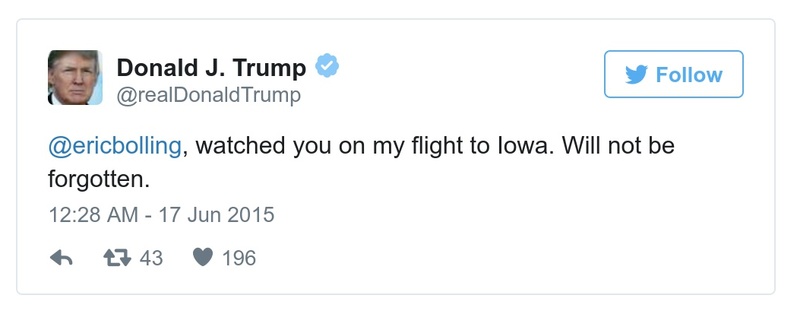 Donald J. Trump
@realDonaldTrump
Follow
@ericbolling, watched you on my flight to Iowa. Will not be
forgotten.
12:28 AM - 17 Jun 2015
43 196